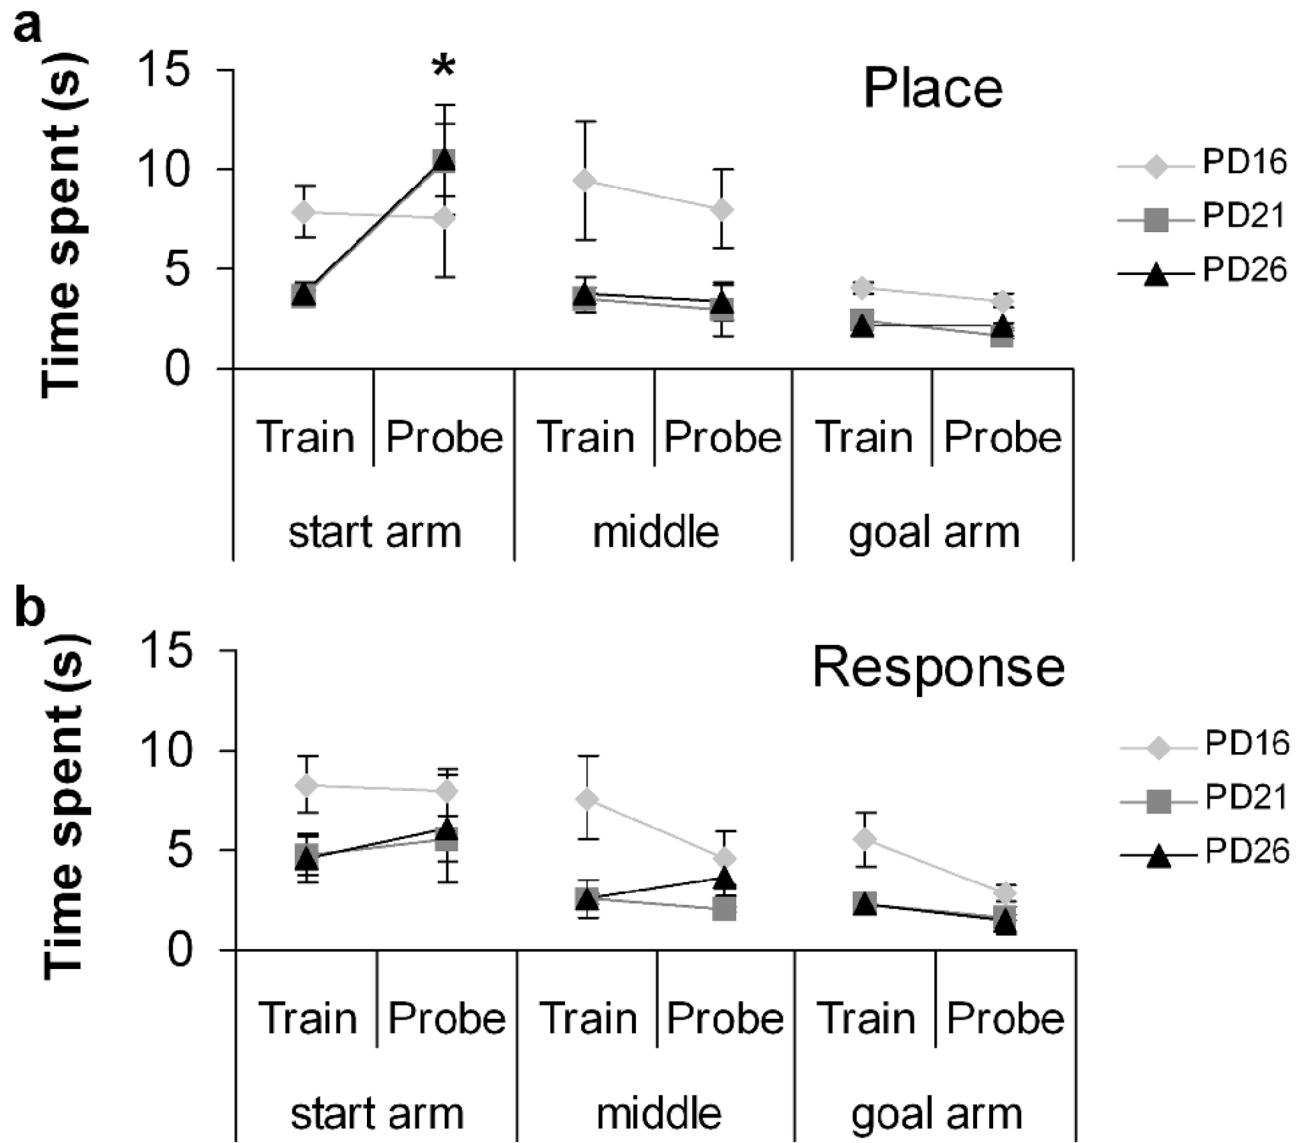 a
Time spent (s)
15
10
5
0
*
Place
PD16
PD21
PD26
Train Probe Train Probe Train Probe
start arm middle goal arm
b
Time spent (s)
15
10
5
0
Response
PD16
PD21
PD26
Train Probe Train Probe Train Probe
start arm middle goal arm